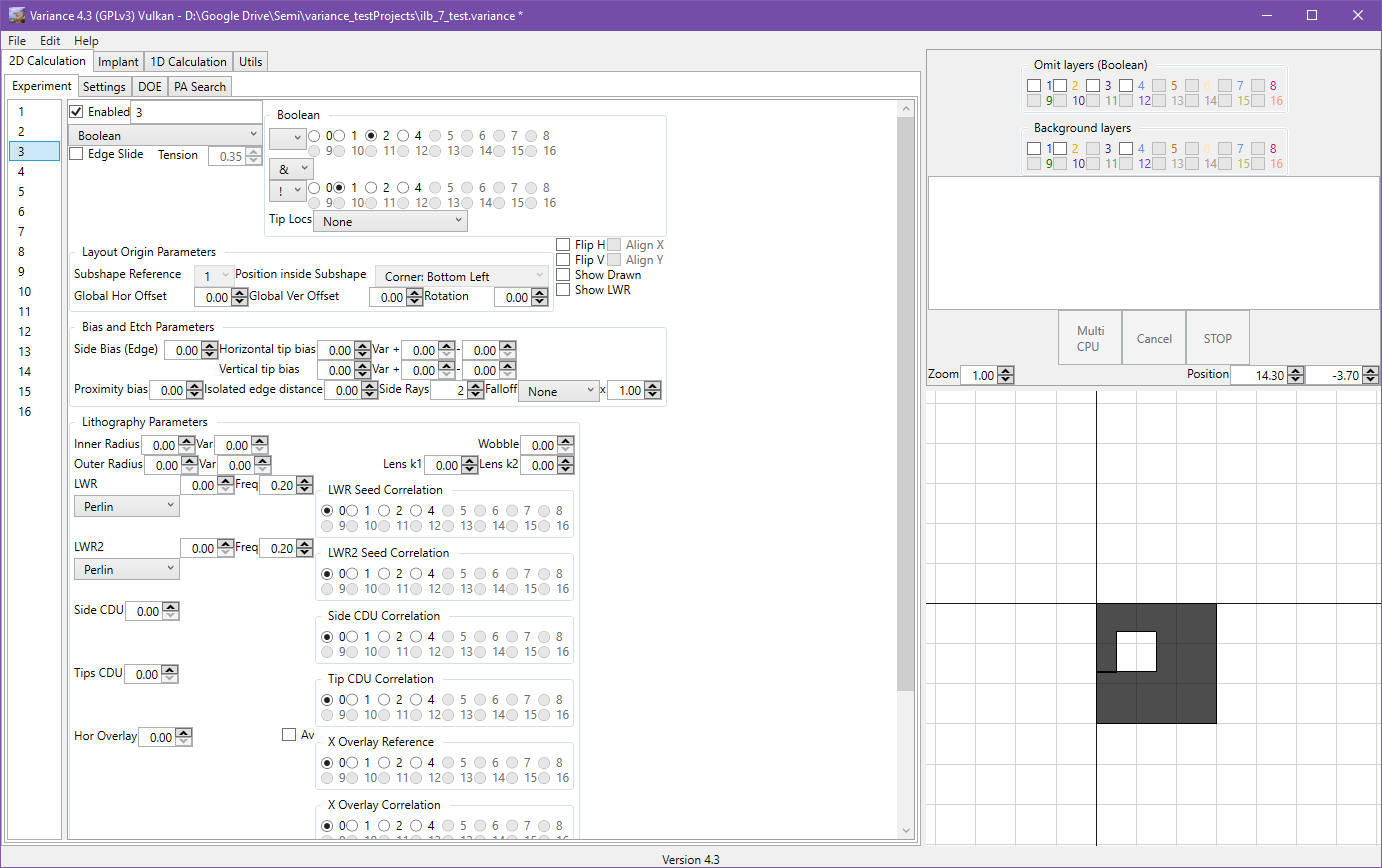 Variance 4.3 (GPLv3) Vulkan - D:\Google Drive\Semi\variance_testProjects\ilb_7_test.variance *
File Edit Help
2D Calculation Implant 1D Calculation Utils
Experiment Settings DOE PA Search
1
2
3
4
5
6
7
8
9
10
11
12
13
14
15
16
Enabled 3
Boolean
Edge Slide Tension 0.35
Boolean
0 1 2 4 5 6 7 8
9 10 11 12 13 14 15 16
&
! 0 1 2 4 5 6 7 8
9 10 11 12 13 14 15 16
Tip Locs None
Layout Origin Parameters
Subshape Reference 1 Position inside Subshape Corner: Bottom Left
Global Hor Offset 0.00 Global Ver Offset 0.00 Rotation 0.00
Flip H Align X
Flip V Align Y
Show Drawn
Show LWR
Bias and Etch Parameters
Side Bias (Edge) 0.00 Horizontal tip bias 0.00 Var + 0.00 - 0.00
Vertical tip bias 0.00 Var + 0.00 - 0.00
Proximity bias 0.00 Isolated edge distance 0.00 Side Rays 2 Falloff None x 1.00
Lithography Parameters
Inner Radius 0.00 Var 0.00 Wobble 0.00
Outer Radius 0.00 Var 0.00 Lens k1 0.00 Lens k2 0.00
LWR 0.00 Freq 0.20
Perlin
LWR Seed Correlation
0 1 2 4 5 6 7 8
9 10 11 12 13 14 15 16
LWR2 0.00 Freq 0.20
Perlin
LWR2 Seed Correlation
0 1 2 4 5 6 7 8
9 10 11 12 13 14 15 16
Side CDU 0.00
Side CDU Correlation
0 1 2 4 5 6 7 8
9 10 11 12 13 14 15 16
Tips CDU 0.00
Tip CDU Correlation
0 1 2 4 5 6 7 8
9 10 11 12 13 14 15 16
Hor Overlay 0.00 Av
X Overlay Reference
0 1 2 4 5 6 7 8
9 10 11 12 13 14 15 16
X Overlay Correlation
0 1 2 4 5 6 7 8
Omit layers (Boolean)
1 2 3 4 5 6 7 8
9 10 11 12 13 14 15 16
Background layers
1 2 3 4 5 6 7 8
9 10 11 12 13 14 15 16
Multi CPU Cancel STOP
Zoom 1.00 Position 14.30 -3.70
Version 4.3